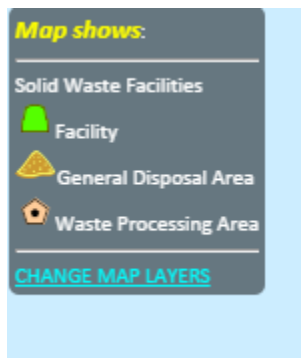 Map shows:
Solid Waste Facilities
Facility
General Disposal Area
Waste Processing Area
CHANGE MAP LAYERS